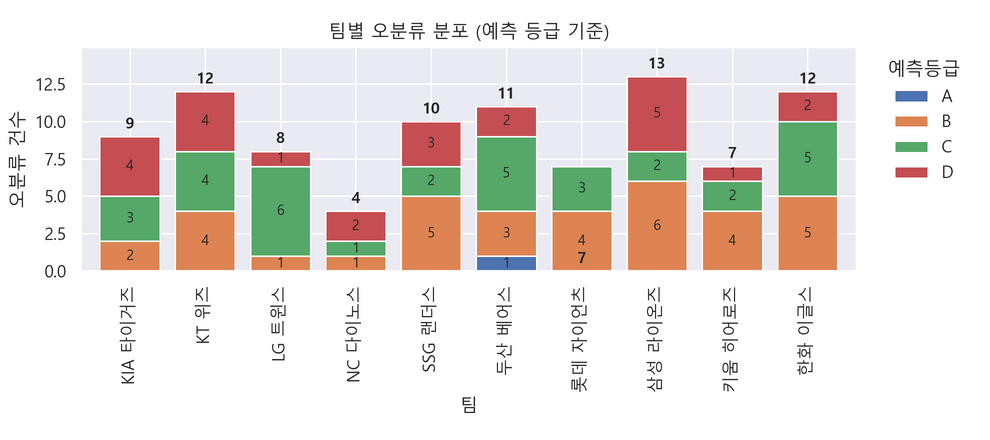 팀별 오분류 분포 (예측 등급 기준)
오분류 건수
12.5
10.0
7.5
5.0
2.5
0.0
9
4
3
2
12
4
4
4
8
1
6
1
4
2
1
1
10
3
2
5
11
2
5
3
1
3
4
7
13
5
2
6
7
1
2
4
12
2
5
5
KIA 타이거즈
KT 위즈
LG 트윈스
NC 다이노스
SSG 랜더스
두산 베어스
롯데 자이언츠
삼성 라이온즈
키움 히어로즈
한화 이글스
팀
예측등급
A
B
C
D